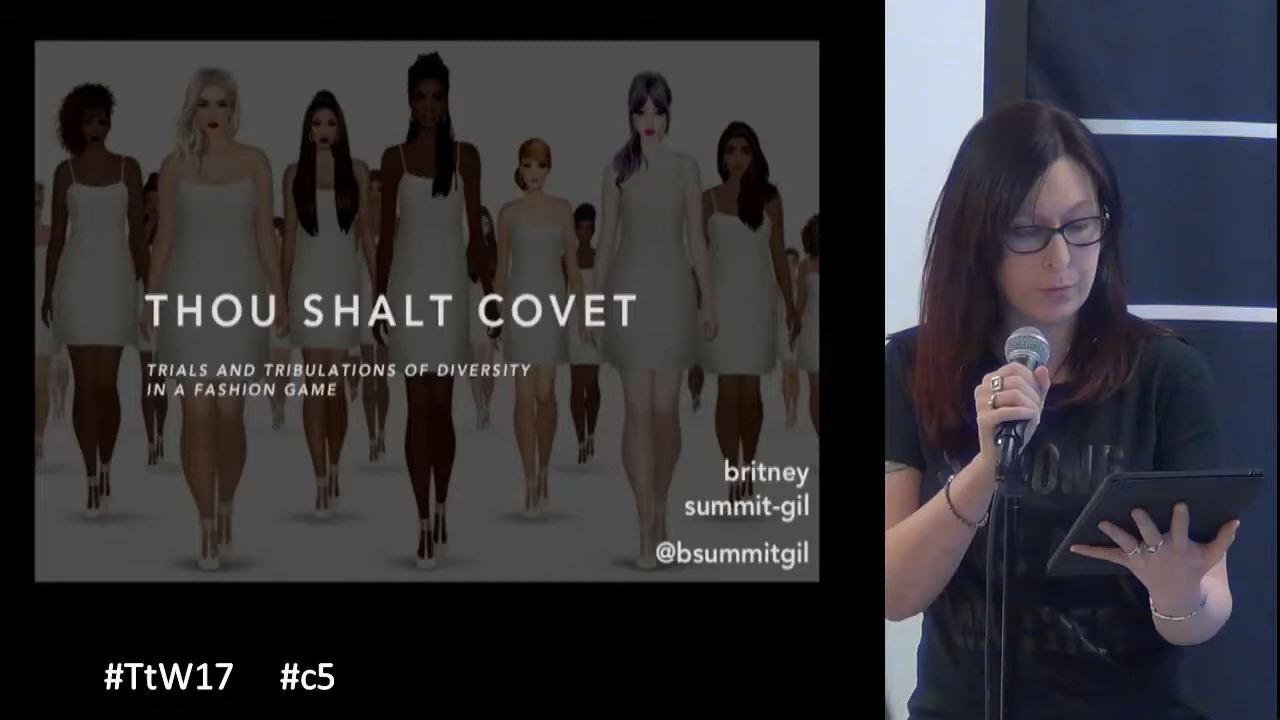 THOU SHALT COVET
TRIALS AND TRIBULATIONS OF DIVERSITY
IN A FASHION GAME
britney
summit-gil
@bsummitgil
#TtW17 #c5